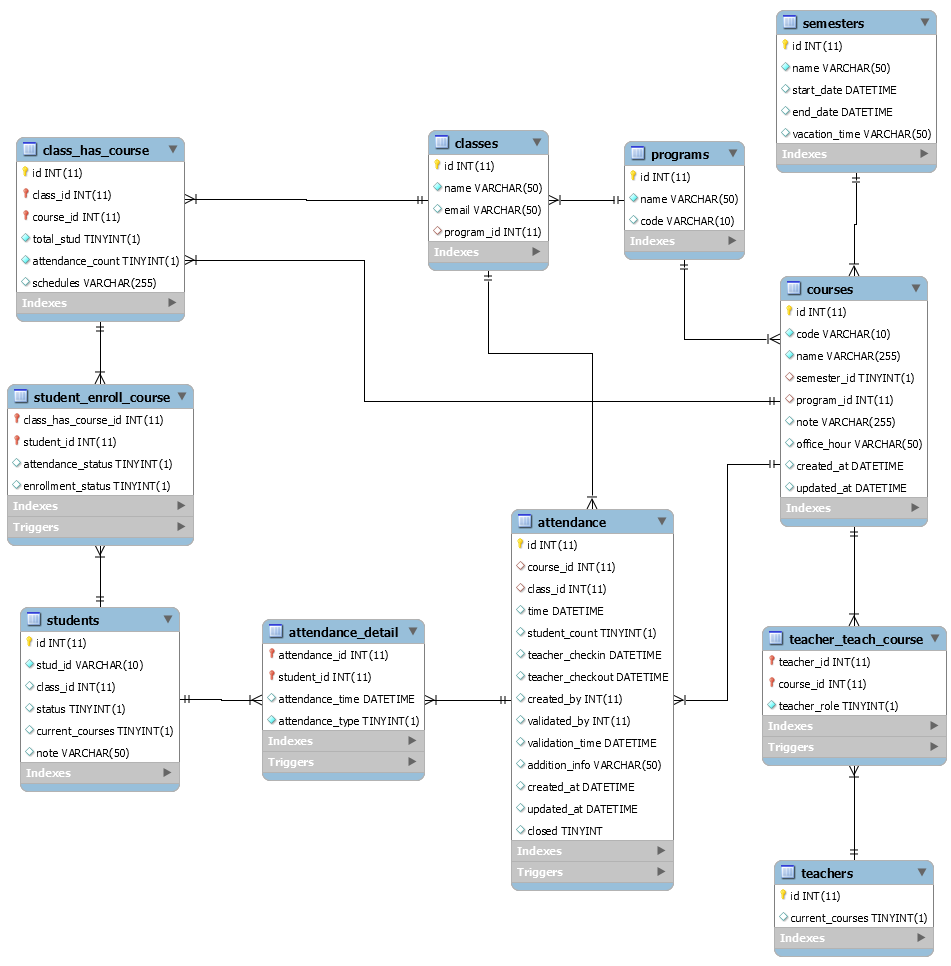 semesters
id INT(11)
name VARCHAR(50)
start_date DATETIME
end_date DATETIME
vacation_time VARCHAR(50)
Indexes
class_has_course
id INT(11)
class_id INT(11)
course_id INT(11)
total_stud TINYINT(1)
attendance_count TINYINT(1)
schedules VARCHAR(255)
Indexes
classes
id INT(11)
name VARCHAR(50)
email VARCHAR(50)
program_id INT(11)
Indexes
programs
id INT(11)
name VARCHAR(50)
code VARCHAR(10)
Indexes
courses
id INT(11)
code VARCHAR(10)
name VARCHAR(255)
semester_id TINYINT(1)
program_id INT(11)
note VARCHAR(255)
office_hour VARCHAR(50)
created_at DATETIME
updated_at DATETIME
Indexes
student_enroll_course
class_has_course_id INT(11)
student_id INT(11)
attendance_status TINYINT(1)
enrollment_status TINYINT(1)
Indexes
Triggers
attendance
id INT(11)
course_id INT(11)
class_id INT(11)
time DATETIME
student_count TINYINT(1)
teacher_checkin DATETIME
teacher_checkout DATETIME
created_by INT(11)
validated_by INT(11)
validation_time DATETIME
addition_info VARCHAR(50)
created_at DATETIME
updated_at DATETIME
closed TINYINT
Indexes
Triggers
students
id INT(11)
stud_id VARCHAR(10)
class_id INT(11)
status TINYINT(1)
current_courses TINYINT(1)
note VARCHAR(50)
Indexes
attendance_detail
attendance_id INT(11)
student_id INT(11)
attendance_time DATETIME
attendance_type TINYINT(1)
Indexes
Triggers
teacher_teach_course
teacher_id INT(11)
course_id INT(11)
teacher_role TINYINT(1)
Indexes
Triggers
teachers
id INT(11)
current_courses TINYINT(1)
Indexes